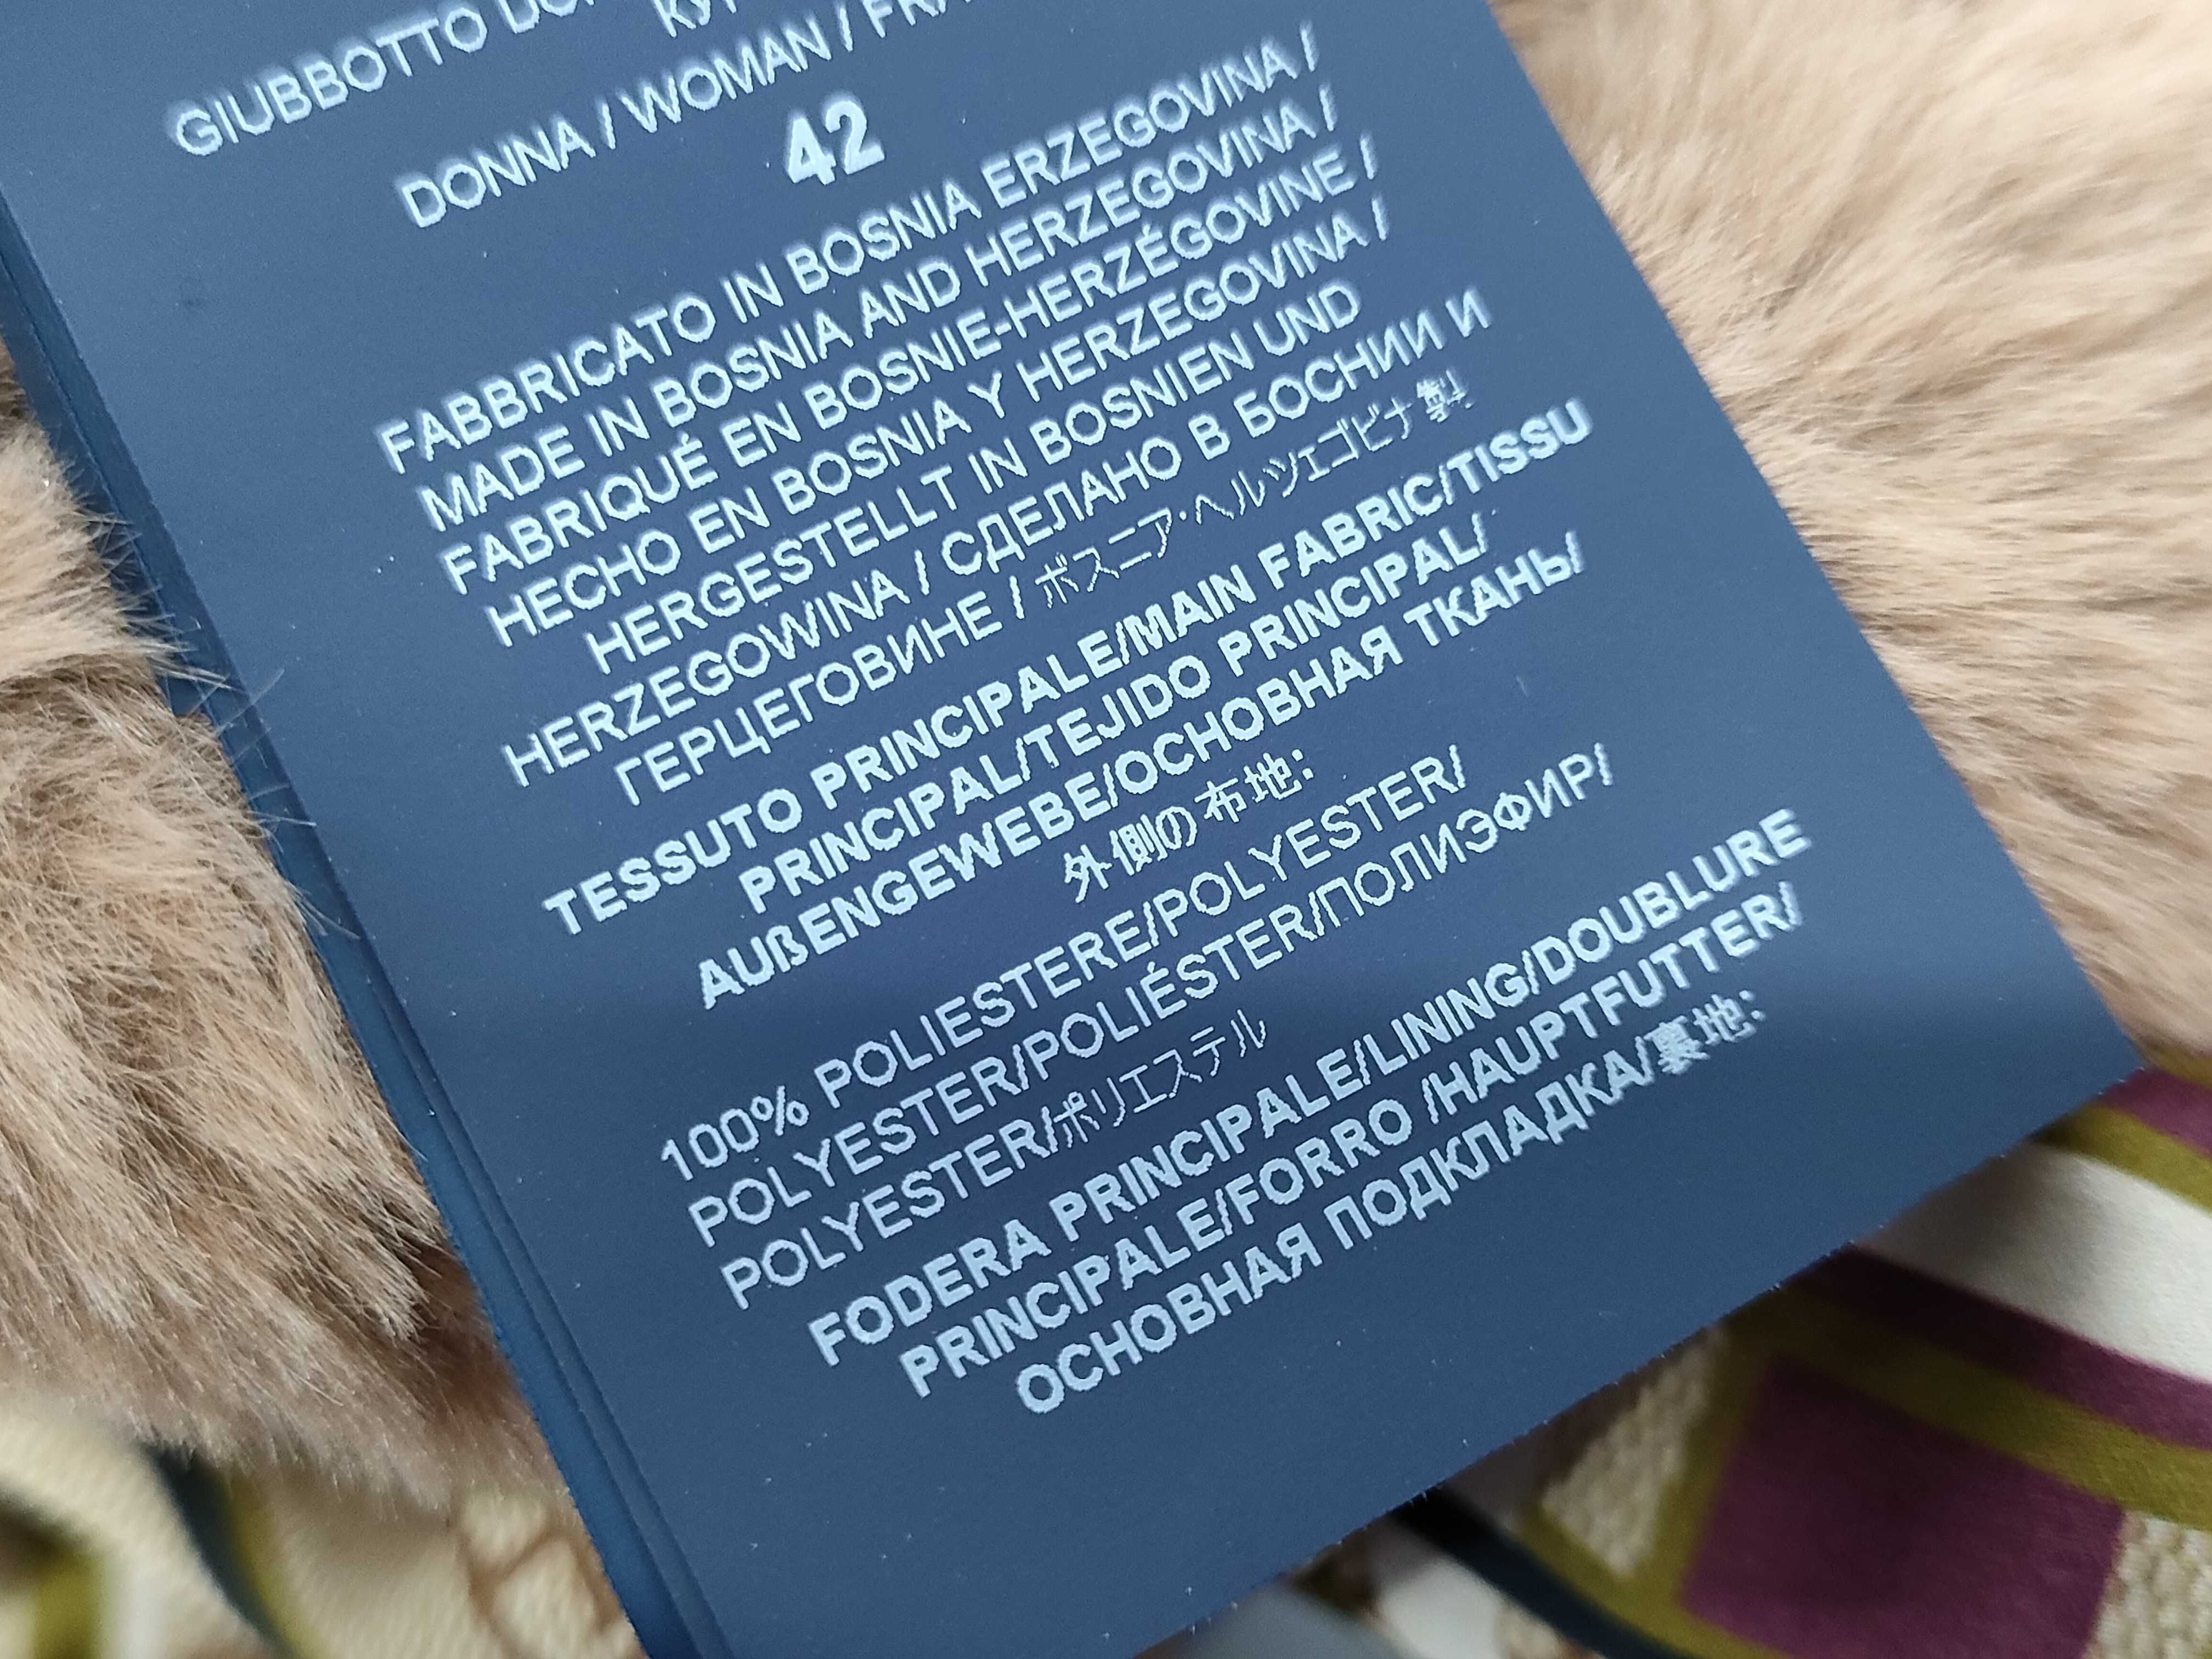 GIUBBOTTO
DONNA / WOMAN /
42
FABBRICATO IN BOSNIA ERZEGOVINA /
MADE IN BOSNIA AND HERZEGOVINA /
FABRIQUÉ EN BOSNIE-HERZÉGOVINE /
HECHO EN BOSNIA Y HERZEGOVINA /
HERGESTELLT IN BOSNIEN UND
HERZEGOWINA / СДЕЛАНО В БОСНИИ И
ГЕРЦЕГОВИНЕ / ボスニア・ヘルツェゴビナ製
TESSUTO PRINCIPALE/MAIN FABRIC/TISSU
PRINCIPAL/TEJIDO PRINCIPAL/
AUßENGEWEBE/ОСНОВНАЯ ТКАНЬ/
外側の布地:
100% POLIESTERE/POLYESTER/
POLYESTER/POLIÉSTER/ПОЛИЭФИР/
POLYESTER/ポリエステル
FODERA PRINCIPALE/LINING/DOUBLURE
PRINCIPALE/FORRO /HAUPTFUTTER/
ОСНОВНАЯ ПОДКЛАДКА/裏地: